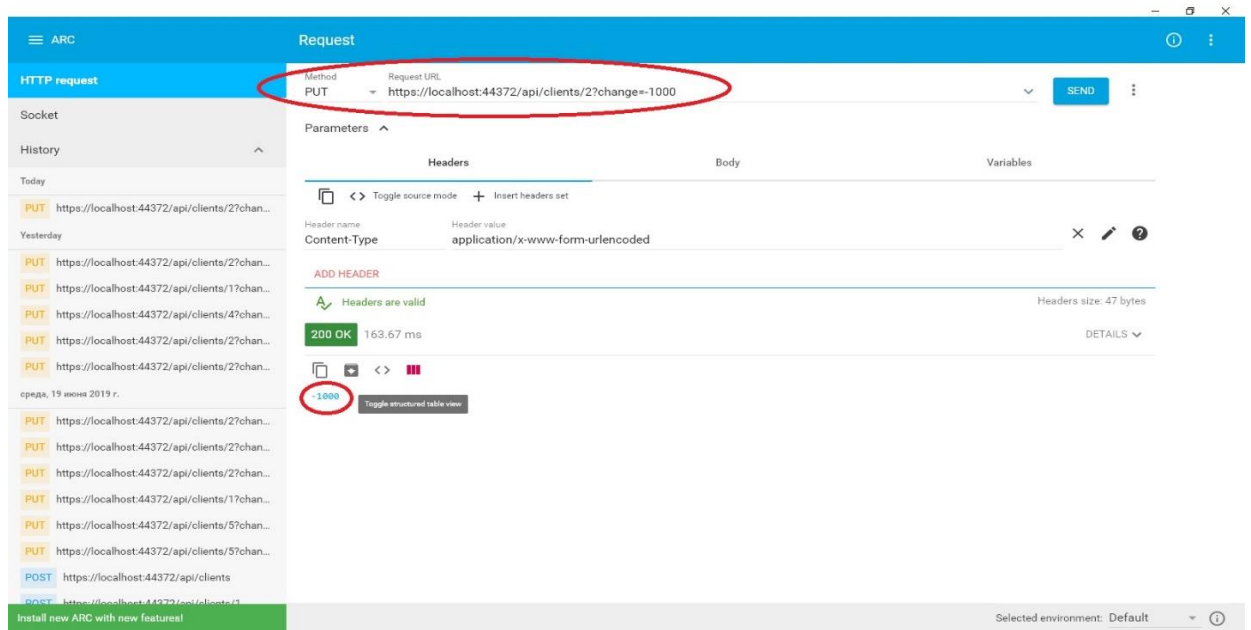 ARC
Request
HTTP request
Socket
History
Today
PUT https://localhost:44372/api/clients/2?chan...
Yesterday
PUT https://localhost:44372/api/clients/2?chan...
PUT https://localhost:44372/api/clients/1?chan...
PUT https://localhost:44372/api/clients/4?chan...
PUT https://localhost:44372/api/clients/2?chan...
PUT https://localhost:44372/api/clients/2?chan...
среда, 19 июня 2019 г.
PUT https://localhost:44372/api/clients/2?chan...
PUT https://localhost:44372/api/clients/2?chan...
PUT https://localhost:44372/api/clients/2?chan...
PUT https://localhost:44372/api/clients/1?chan...
PUT https://localhost:44372/api/clients/5?chan...
PUT https://localhost:44372/api/clients/5?chan...
POST https://localhost:44372/api/clients
POST https://localhost:44372/api/clients/1
Install new ARC with new features!
Method Request URL
PUT https://localhost:44372/api/clients/2?change=-1000
SEND
Parameters
Headers Body Variables
Toggle source mode Insert headers set
Header name Header value
Content-Type application/x-www-form-urlencoded
ADD HEADER
Headers are valid Headers size: 47 bytes
200 OK 163.67 ms DETAILS
-1000
Toggle structured table view
Selected environment: Default